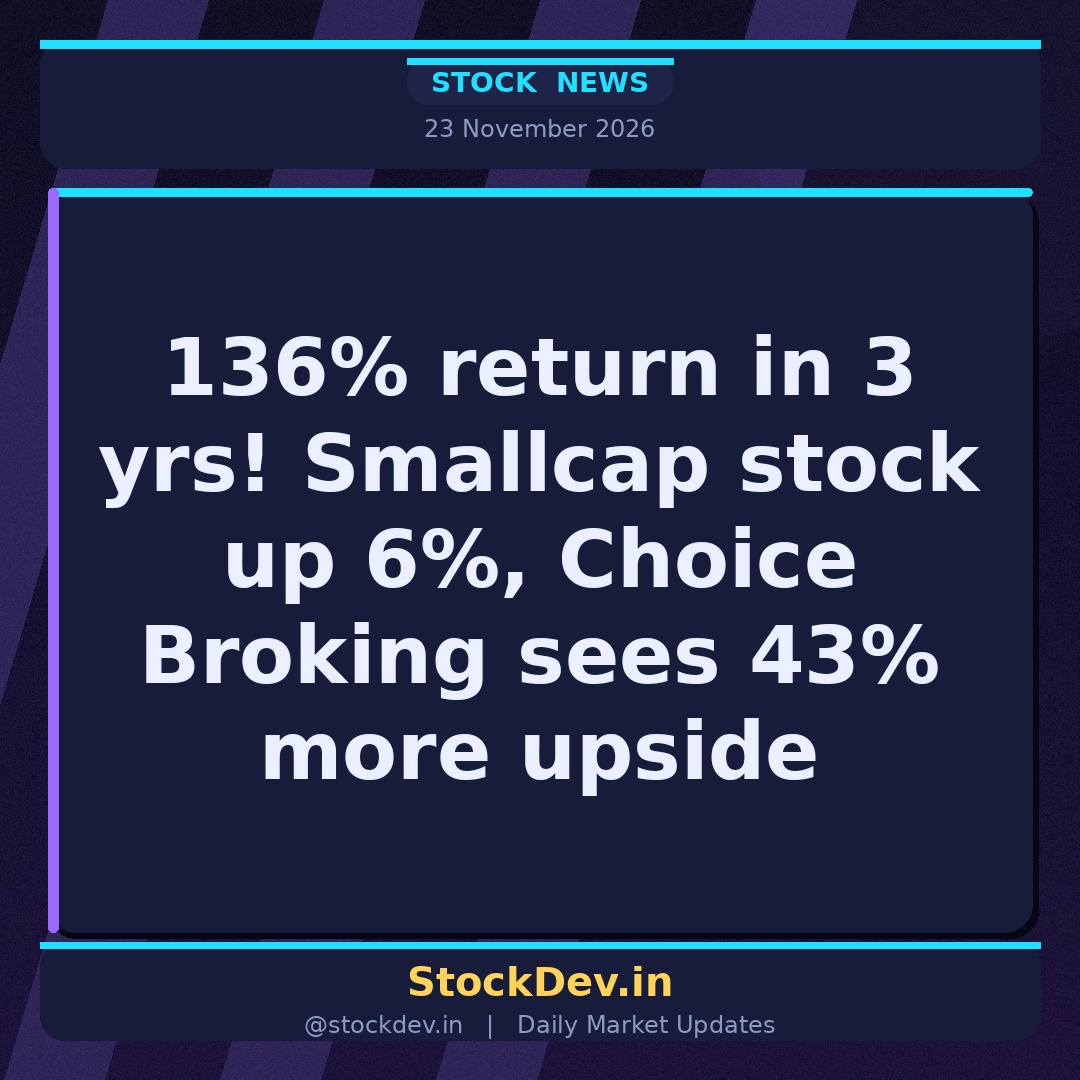 STOCK NEWS
23 November 2026
136% return in 3
yrs! Smallcap stock
up 6%, Choice
Broking sees 43%
more upside
StockDev.in
@stockdev.in | Daily Market Updates